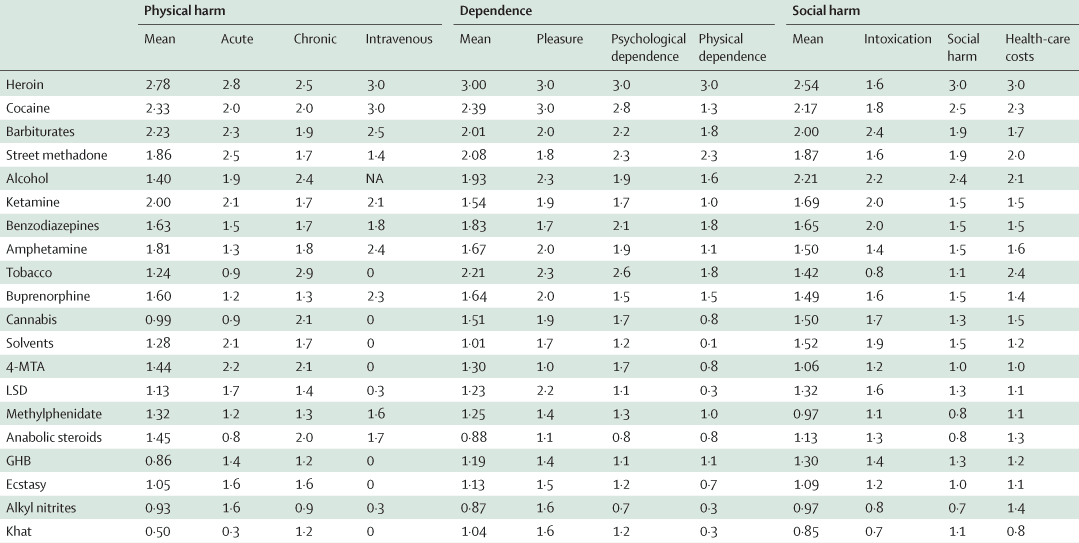 Physical harm Dependence Social harm
Mean Acute Chronic Intravenous Mean Pleasure Psychological dependence Physical dependence Mean Intoxication Social harm Health-care costs
Heroin 2·78 2·8 2·5 3·0 3·00 3·0 3·0 3·0 2·54 1·6 3·0 3·0
Cocaine 2·33 2·0 2·0 3·0 2·39 3·0 2·8 1·3 2·17 1·8 2·5 2·3
Barbiturates 2·23 2·3 1·9 2·5 2·01 2·0 2·2 1·8 2·00 2·4 1·9 1·7
Street methadone 1·86 2·5 1·7 1·4 2·08 1·8 2·3 2·3 1·87 1·6 1·9 2·0
Alcohol 1·40 1·9 2·4 NA 1·93 2·3 1·9 1·6 2·21 2·2 2·4 2·1
Ketamine 2·00 2·1 1·7 2·1 1·54 1·9 1·7 1·0 1·69 2·0 1·5 1·5
Benzodiazepines 1·63 1·5 1·7 1·8 1·83 1·7 2·1 1·8 1·65 2·0 1·5 1·5
Amphetamine 1·81 1·3 1·8 2·4 1·67 2·0 1·9 1·1 1·50 1·4 1·5 1·6
Tobacco 1·24 0·9 2·9 0 2·21 2·3 2·6 1·8 1·42 0·8 1·1 2·4
Buprenorphine 1·60 1·2 1·3 2·3 1·64 2·0 1·5 1·5 1·49 1·6 1·5 1·4
Cannabis 0·99 0·9 2·1 0 1·51 1·9 1·7 0·8 1·50 1·7 1·3 1·5
Solvents 1·28 2·1 1·7 0 1·01 1·7 1·2 0·1 1·52 1·9 1·5 1·2
4-MTA 1·44 2·2 2·1 0 1·30 1·0 1·7 0·8 1·06 1·2 1·0 1·0
LSD 1·13 1·7 1·4 0·3 1·23 2·2 1·1 0·3 1·32 1·6 1·3 1·1
Methylphenidate 1·32 1·2 1·3 1·6 1·25 1·4 1·3 1·0 0·97 1·1 0·8 1·1
Anabolic steroids 1·45 0·8 2·0 1·7 0·88 1·1 0·8 0·8 1·13 1·3 0·8 1·3
GHB 0·86 1·4 1·2 0 1·19 1·4 1·1 1·1 1·30 1·4 1·3 1·2
Ecstasy 1·05 1·6 1·6 0 1·13 1·5 1·2 0·7 1·09 1·2 1·0 1·1
Alkyl nitrites 0·93 1·6 0·9 0·3 0·87 1·6 0·7 0·3 0·97 0·8 0·7 1·4
Khat 0·50 0·3 1·2 0 1·04 1·6 1·2 0·3 0·85 0·7 1·1 0·8